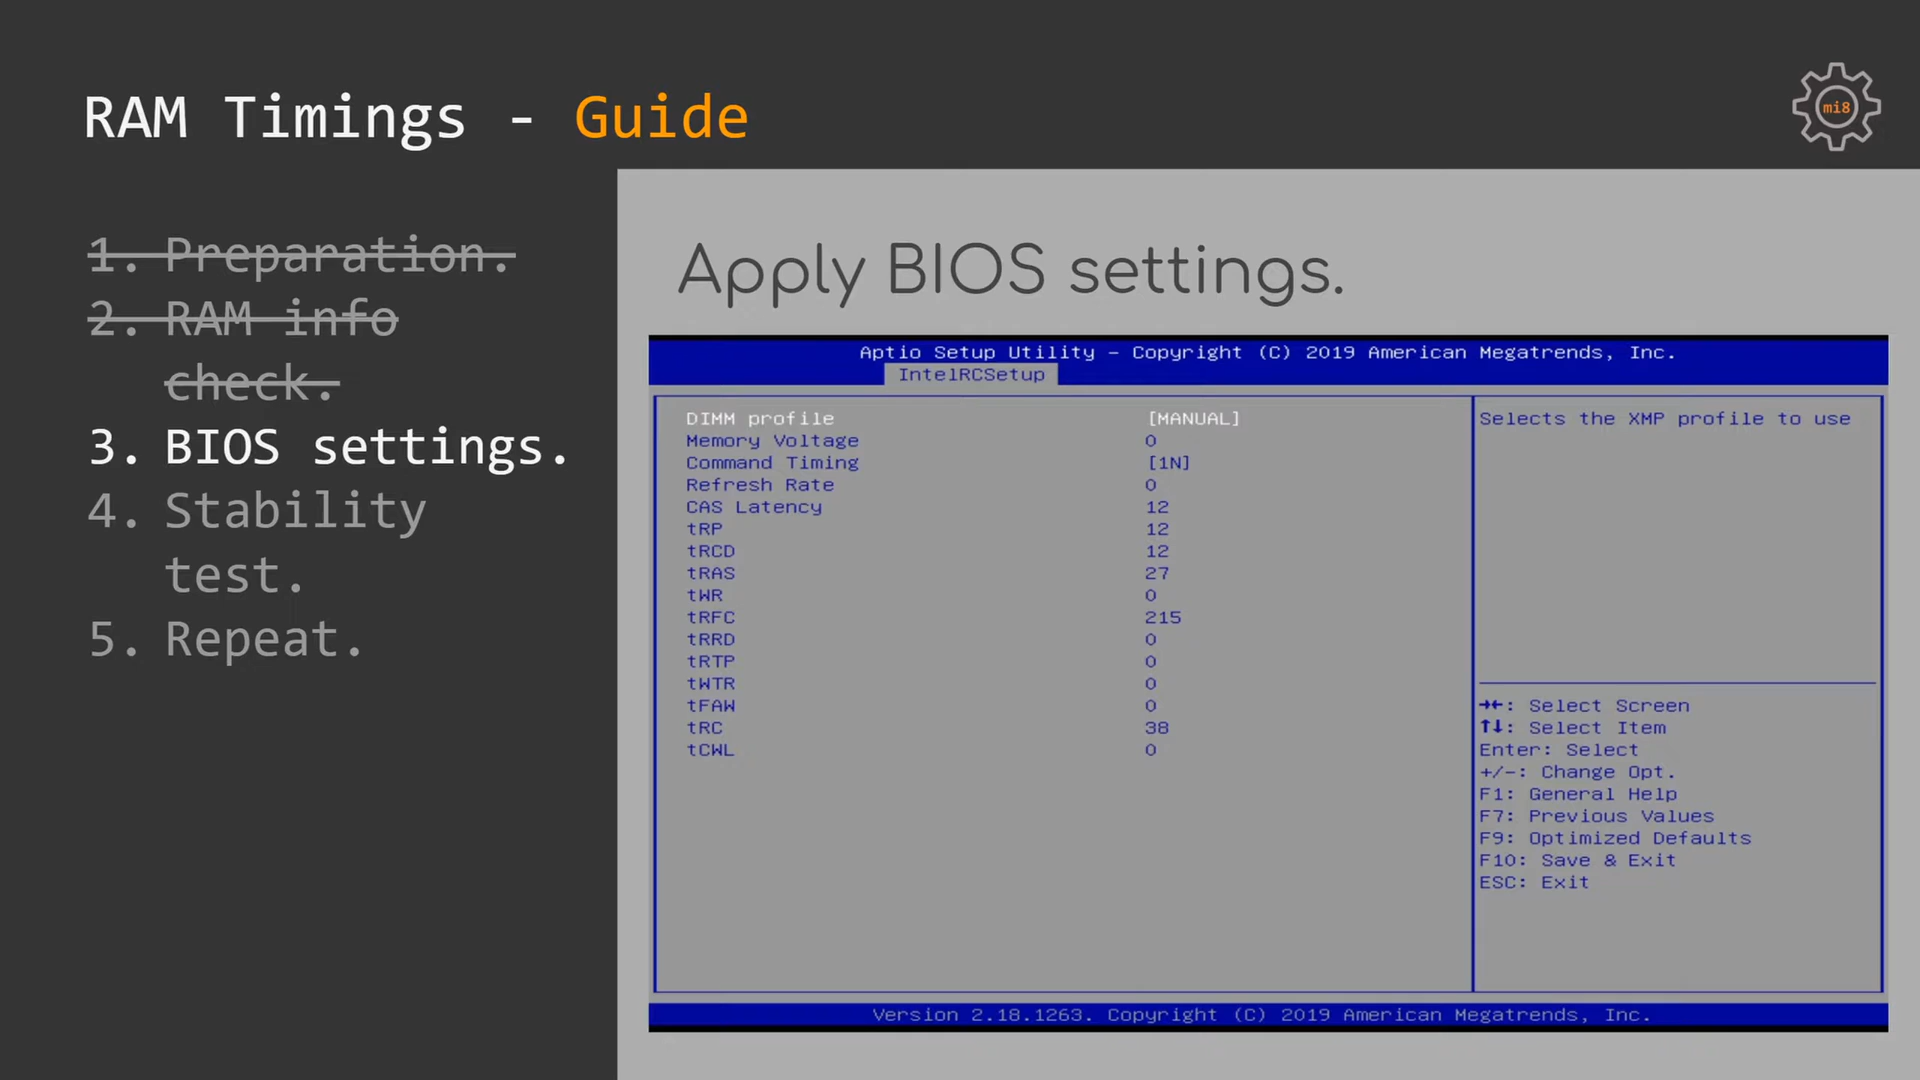 RAM Timings - Guide
mi8
1. Preparation.
2. RAM info
check.
3. BIOS settings.
4. Stability
test.
5. Repeat.
Apply BIOS settings.
Aptio Setup Utility – Copyright (C) 2019 American Megatrends, Inc.
IntelRCSetup
DIMM profile [MANUAL]
Memory Voltage 0
Command Timing [1N]
Refresh Rate 0
CAS Latency 12
tRP 12
tRCD 12
tRAS 27
tWR 0
tRFC 215
tRRD 0
tRTP 0
tWTR 0
tFAW 0
tRC 38
tCWL 0
Selects the XMP profile to use
→←: Select Screen
↑↓: Select Item
Enter: Select
+/-: Change Opt.
F1: General Help
F7: Previous Values
F9: Optimized Defaults
F10: Save & Exit
ESC: Exit
Version 2.18.1263. Copyright (C) 2019 American Megatrends, Inc.